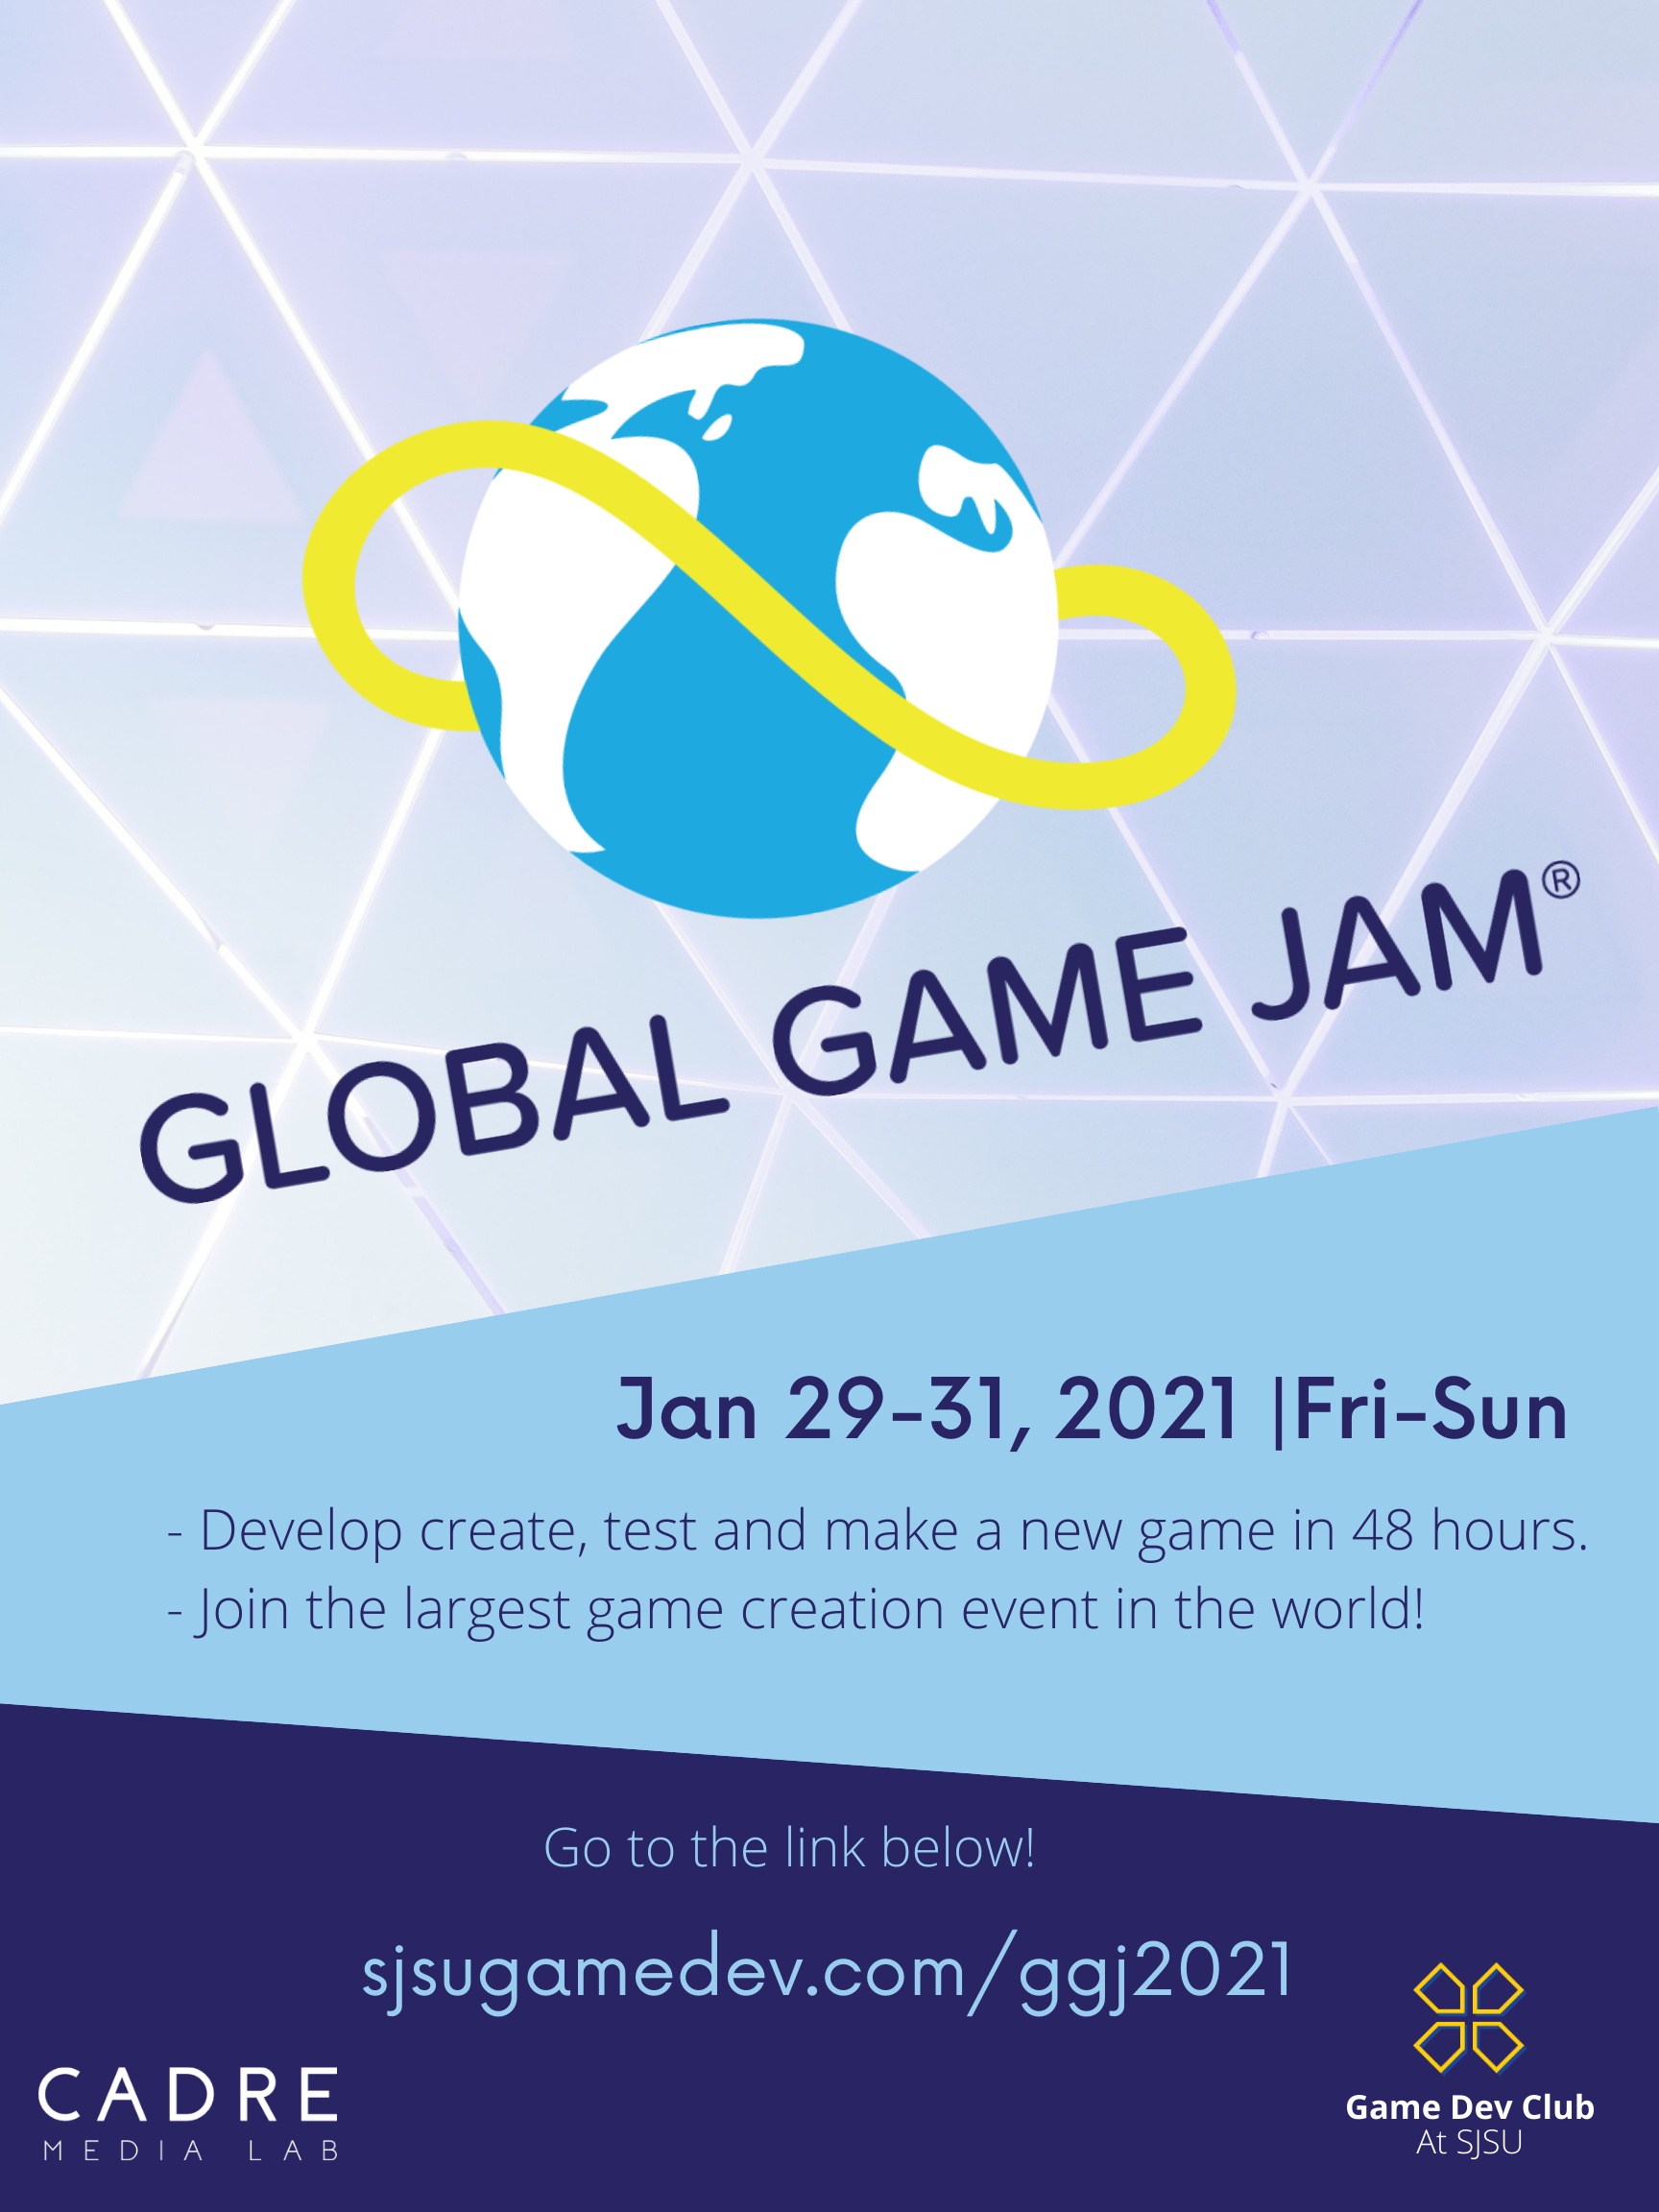 GLOBAL GAME JAM®
Jan 29-31, 2021 |Fri-Sun
- Develop create, test and make a new game in 48 hours.
- Join the largest game creation event in the world!
Go to the link below!
sjsugamedev.com/ggj2021
CADRE
MEDIA LAB
Game Dev Club
At SJSU